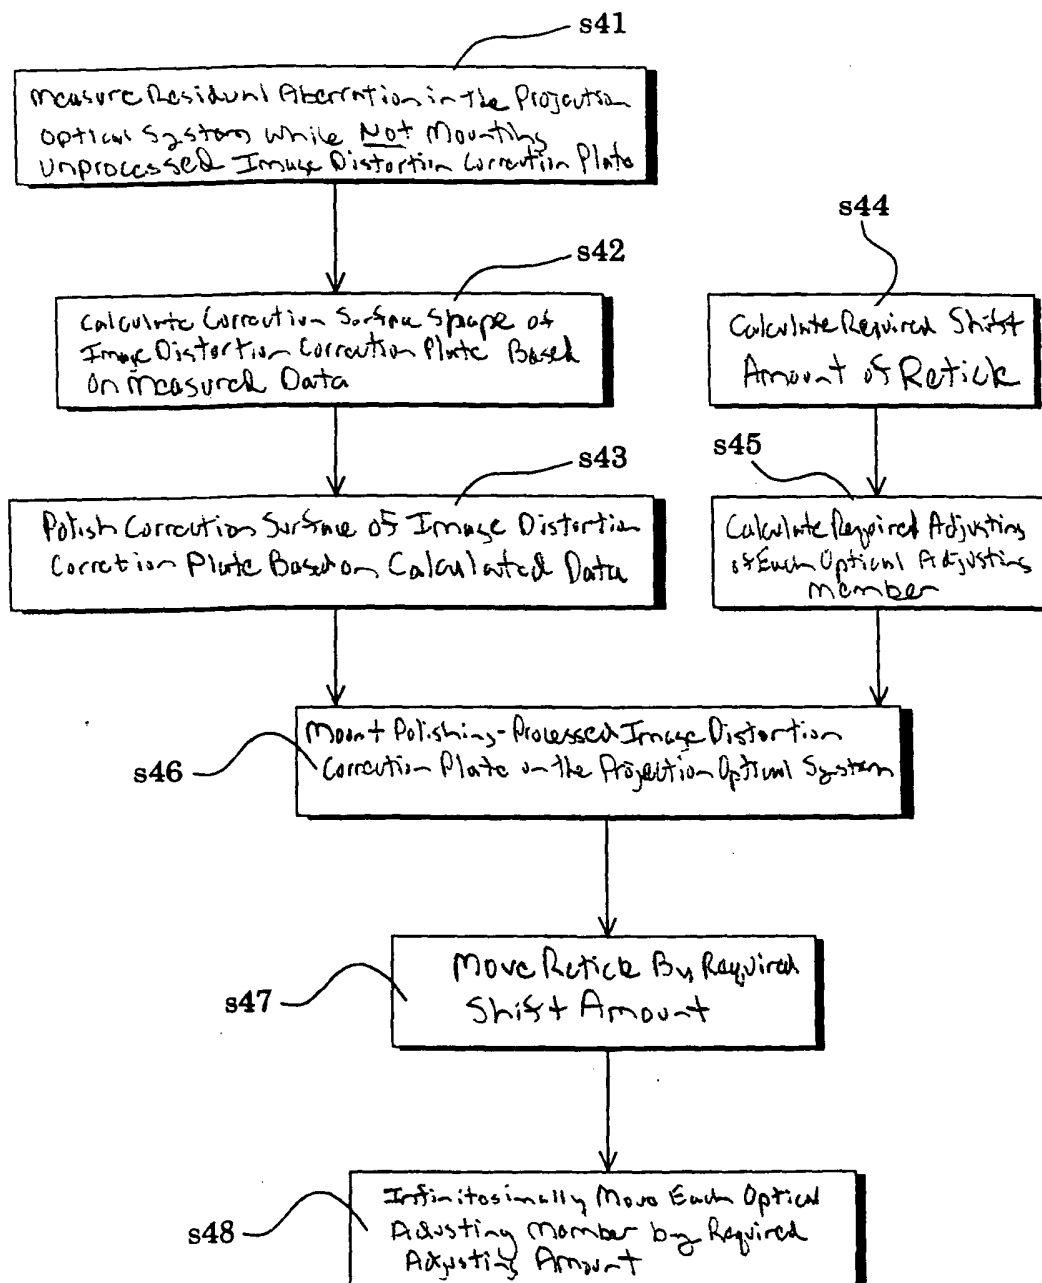 s41
Measure Residual Aberration in the Projection
Optical System while Not Mounting
Unprocessed Image Distortion Correction Plate
s42
Calculate Correction Surface Shape of
Image Distortion Correction Plate Based
on Measured Data
s43
Polish Correction Surface of Image Distortion
Correction Plate Based on Calculated Data
s44
Calculate Required Shift
Amount of Reticle
s45
Calculate Required Adjusting
of Each Optical Adjusting
Member
s46
Mount Polishing-Processed Image Distortion
Correction Plate on the Projection Optical System
s47
Move Reticle By Required
Shift Amount
s48
Infinitesimally Move Each Optical
Adjusting Member by Required
Adjusting Amount